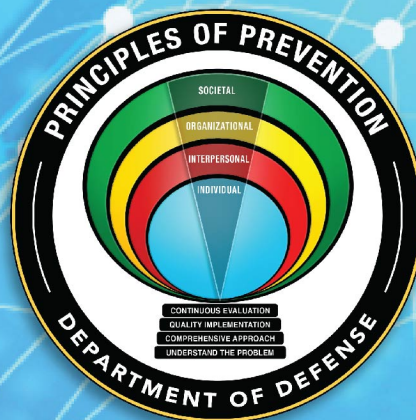 PRINCIPLES OF PREVENTION
SOCIETAL
ORGANIZATIONAL
INTERPERSONAL
INDIVIDUAL
CONTINUOUS EVALUATION
QUALITY IMPLEMENTATION
COMPREHENSIVE APPROACH
UNDERSTAND THE PROBLEM
DEPARTMENT OF DEFENSE